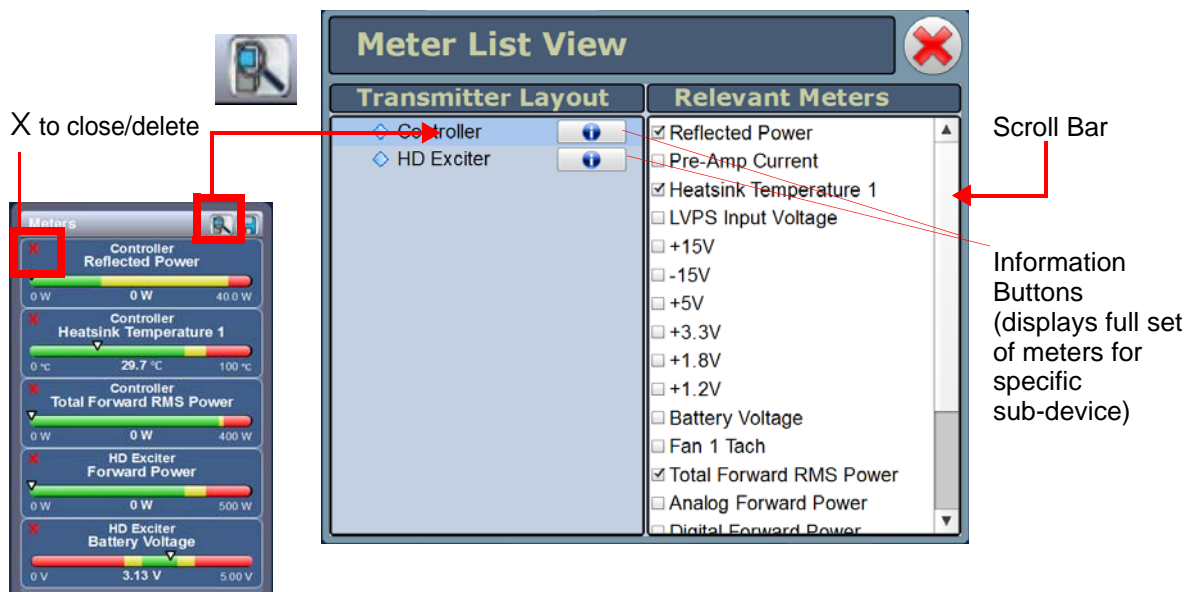 X to close/delete
Meters
Controller
Reflected Power
0 W 0 W 40.0 W
Controller
Heatsink Temperature 1
0 °C 29.7 °C 100 °C
Controller
Total Forward RMS Power
0 W 0 W 400 W
HD Exciter
Forward Power
0 W 0 W 500 W
HD Exciter
Battery Voltage
0 V 3.13 V 5.00 V
Meter List View
Transmitter Layout
Controller
HD Exciter
Relevant Meters
Reflected Power
Pre-Amp Current
Heatsink Temperature 1
LVPS Input Voltage
+15V
-15V
+5V
+3.3V
+1.8V
+1.2V
Battery Voltage
Fan 1 Tach
Total Forward RMS Power
Analog Forward Power
Digital Forward Power
Scroll Bar
Information
Buttons
(displays full set
of meters for
specific
sub-device)